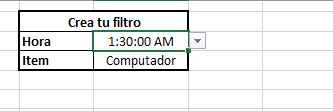 Crea tu filtro
Hora 1:30:00 AM
Item Computador